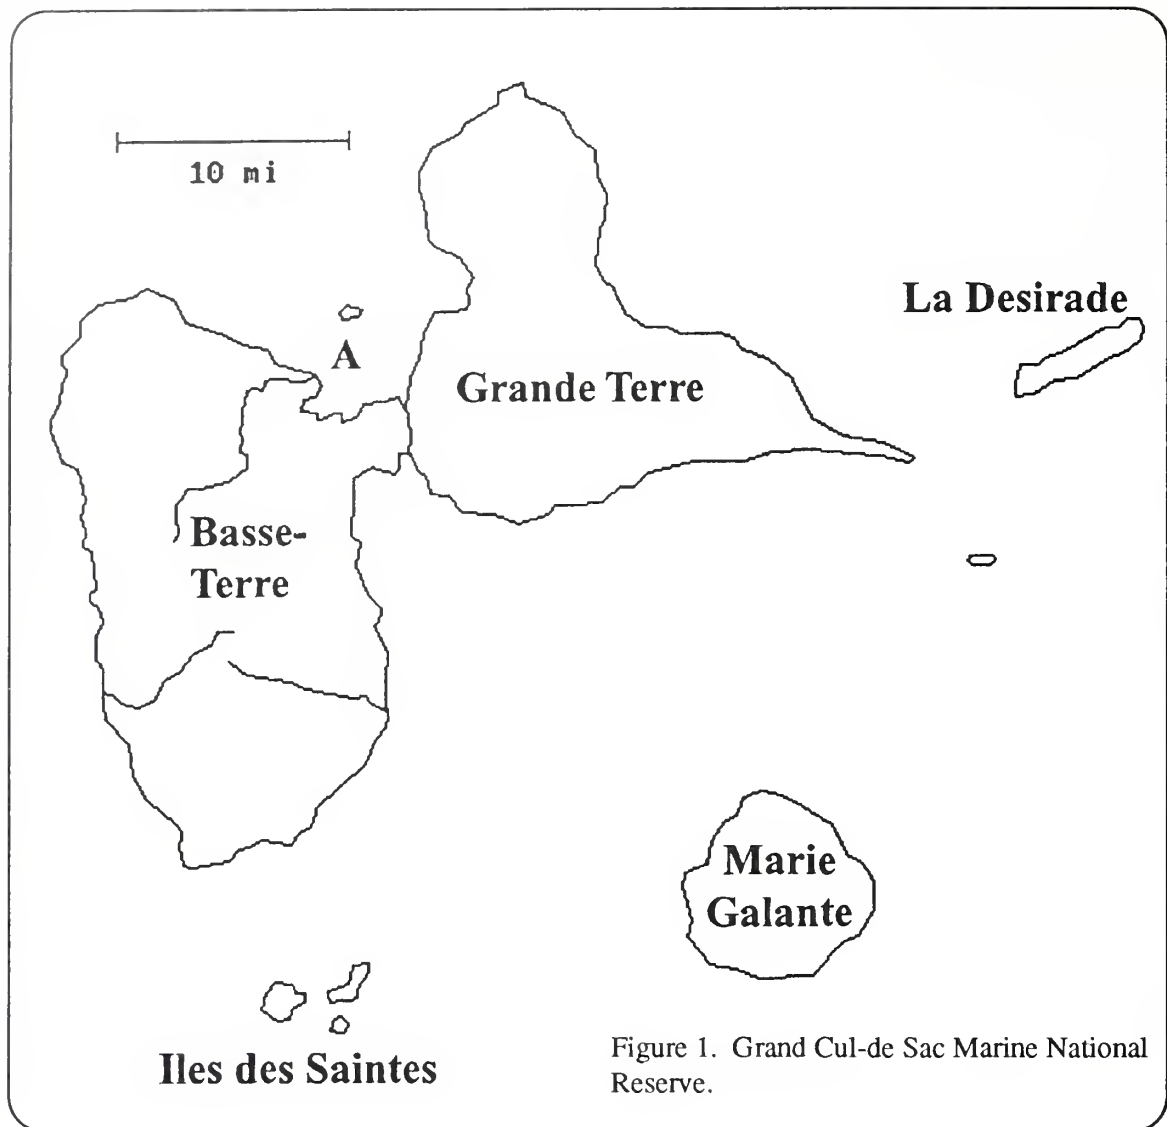 10 mi
La Desirade
A
Grande Terre
Basse-
Terre
Marie
Galante
Iles des Saintes
Figure 1. Grand Cul-de Sac Marine National
Reserve.